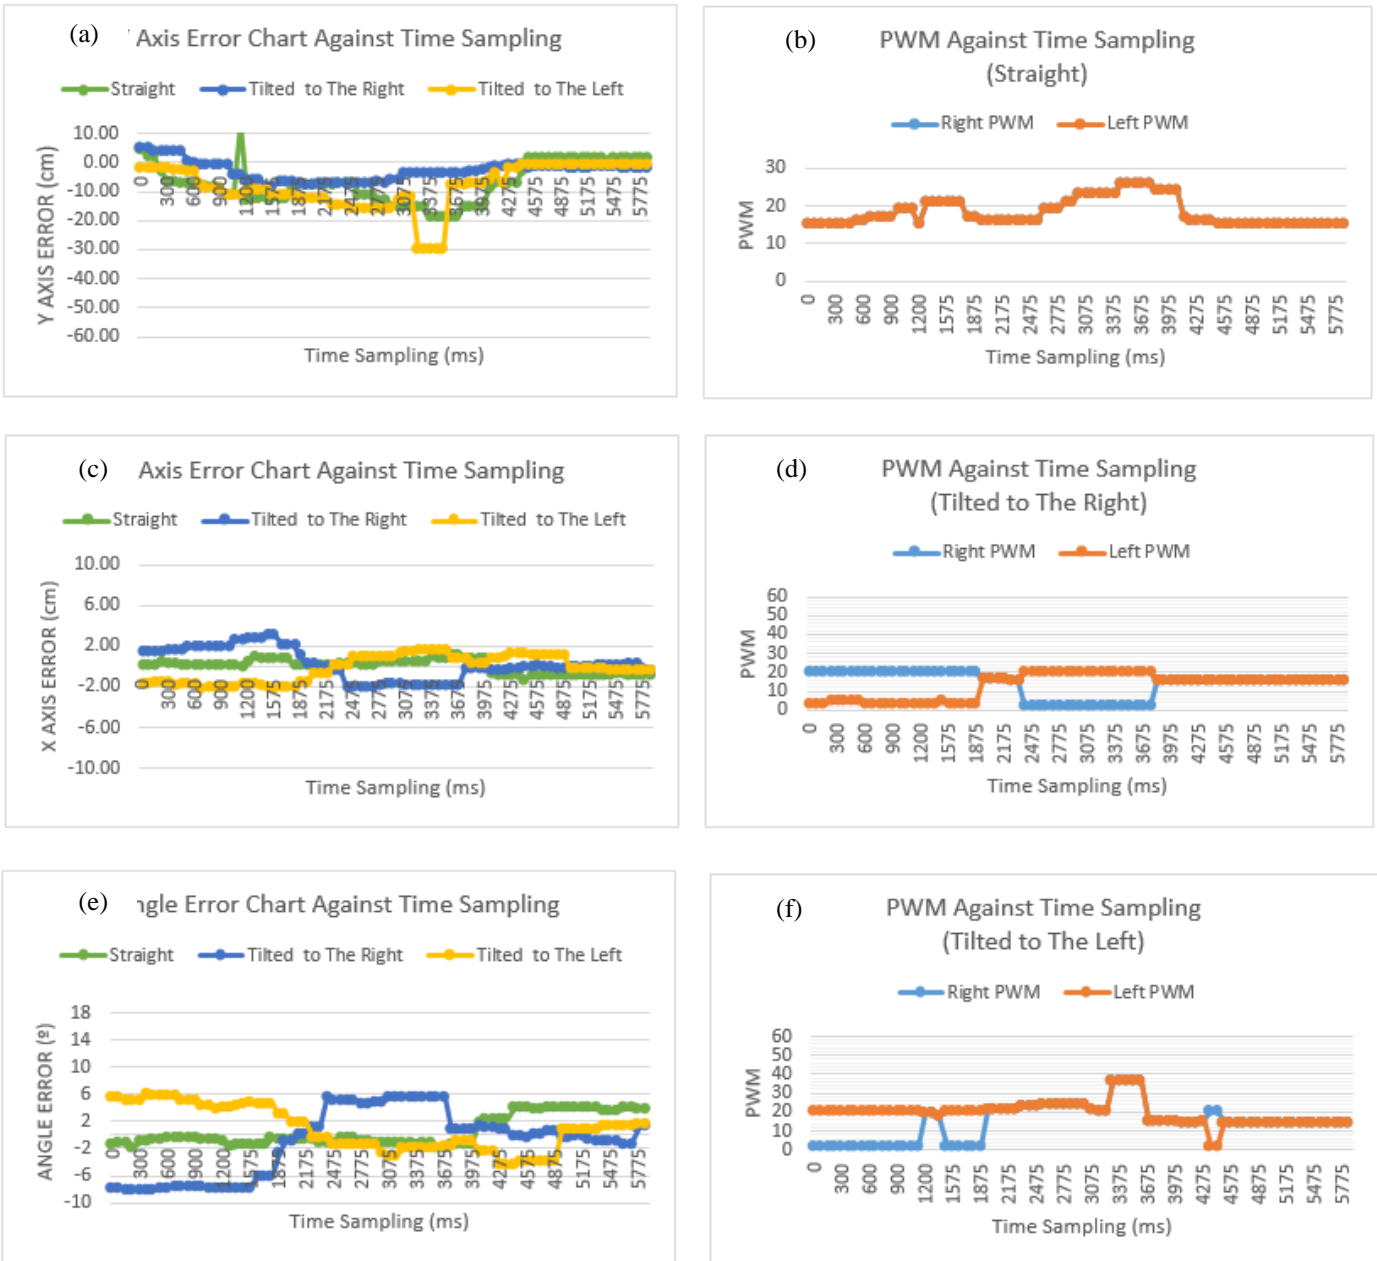 (a) ' Axis Error Chart Against Time Sampling
Straight Tilted to The Right Tilted to The Left
10.00
0.00
-10.00
-20.00
-30.00
-40.00
-50.00
-60.00
Y AXIS ERROR (cm)
0 300 600 900 1200 1575 1875 2175 2475 2775 3075 3375 3675 3975 4275 4575 4875 5175 5475 5775
Time Sampling (ms)
(b) PWM Against Time Sampling
(Straight)
Right PWM Left PWM
30
20
10
0
PWM
0 300 600 900 1200 1575 1875 2175 2475 2775 3075 3375 3675 3975 4275 4575 4875 5175 5475 5775
Time Sampling (ms)
(c) Axis Error Chart Against Time Sampling
Straight Tilted to The Right Tilted to The Left
10.00
6.00
2.00
-2.00
-6.00
-10.00
X AXIS ERROR (cm)
0 300 600 900 1200 1575 1875 2175 2475 2775 3075 3375 3675 3975 4275 4575 4875 5175 5475 5775
Time Sampling (ms)
(d) PWM Against Time Sampling
(Tilted to The Right)
Right PWM Left PWM
60
50
40
30
20
10
0
PWM
0 300 600 900 1200 1575 1875 2175 2475 2775 3075 3375 3675 3975 4275 4575 4875 5175 5475 5775
Time Sampling (ms)
(e) ngle Error Chart Against Time Sampling
Straight Tilted to The Right Tilted to The Left
18
14
10
6
2
-2
-6
-10
ANGLE ERROR (º)
0 300 600 900 1200 1575 1875 2175 2475 2775 3075 3375 3675 3975 4275 4575 4875 5175 5475 5775
Time Sampling (ms)
(f) PWM Against Time Sampling
(Tilted to The Left)
Right PWM Left PWM
60
50
40
30
20
10
0
PWM
0 300 600 900 1200 1575 1875 2175 2475 2775 3075 3375 3675 3975 4275 4575 4875 5175 5475 5775
Time Sampling (ms)